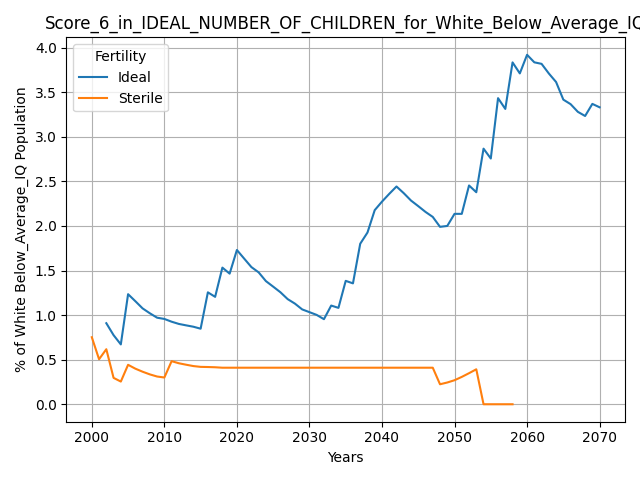 Score_6_in_IDEAL_NUMBER_OF_CHILDREN_for_White_Below_Average_IQ
Fertility
Ideal
Sterile
% of White Below_Average_IQ Population
4.0
3.5
3.0
2.5
2.0
1.5
1.0
0.5
0.0
2000 2010 2020 2030 2040 2050 2060 2070
Years